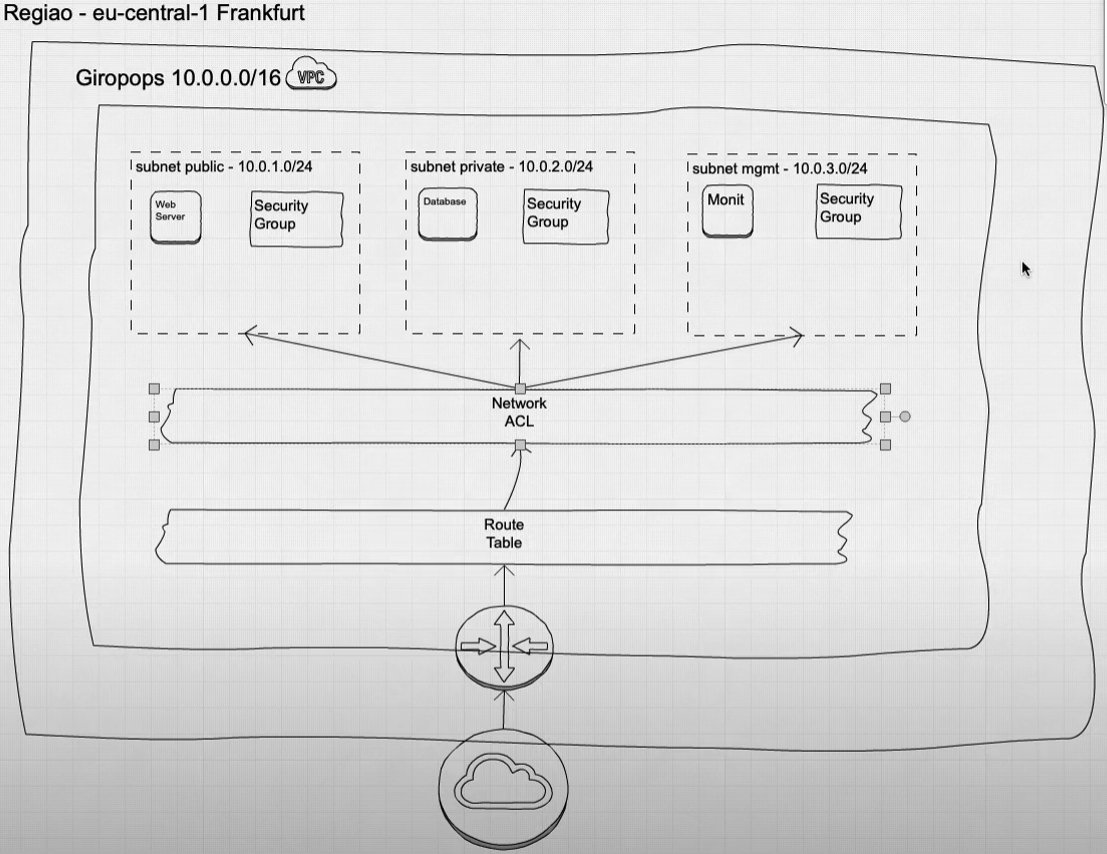 Regiao - eu-central-1 Frankfurt
Giropops 10.0.0.0/16
VPC
subnet public - 10.0.1.0/24
Web
Server
Security
Group
subnet private - 10.0.2.0/24
Database
Security
Group
subnet mgmt - 10.0.3.0/24
Monit
Security
Group
Network
ACL
Route
Table